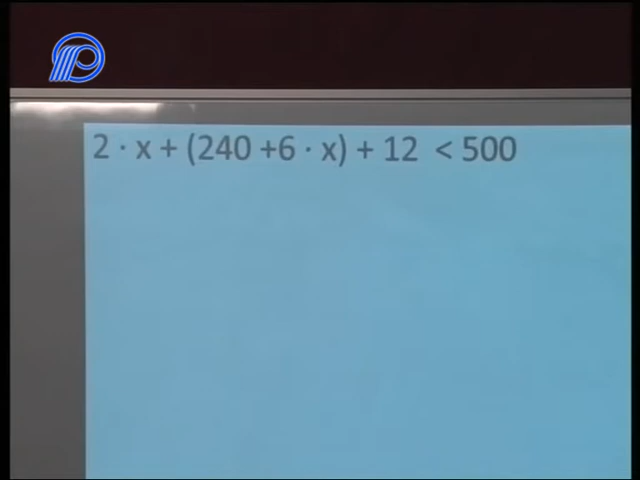 2 · x + (240 +6 · x) + 12 < 500